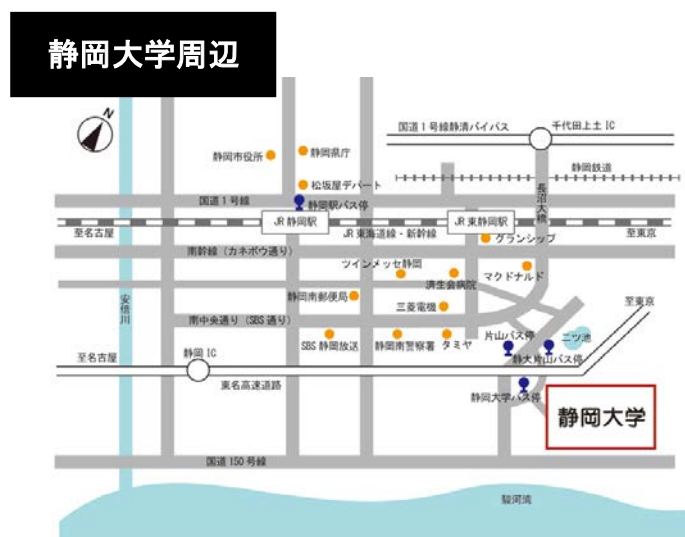 静岡大学周辺
N
国道1号線静清バイパス
千代田上土IC
静岡市役所
静岡県庁
静岡鉄道
松坂屋デパート
長沼大橋
国道1号線
静岡駅バス停
JR 静岡駅
JR 東静岡駅
至名古屋
JR 東海道線・新幹線
グランシップ
至東京
南幹線（カネボウ通り）
ツインメッセ静岡
済生会病院
マクドナルド
安倍川
静岡南郵便局
三菱電機
至東京
南中央通り（SBS通り）
SBS 静岡放送
静岡南警察署
タミヤ
片山バス停
二ツ池
至名古屋
静岡 IC
静大片山バス停
東名高速道路
静岡大学バス停
静岡大学
国道 150 号線
駿河湾